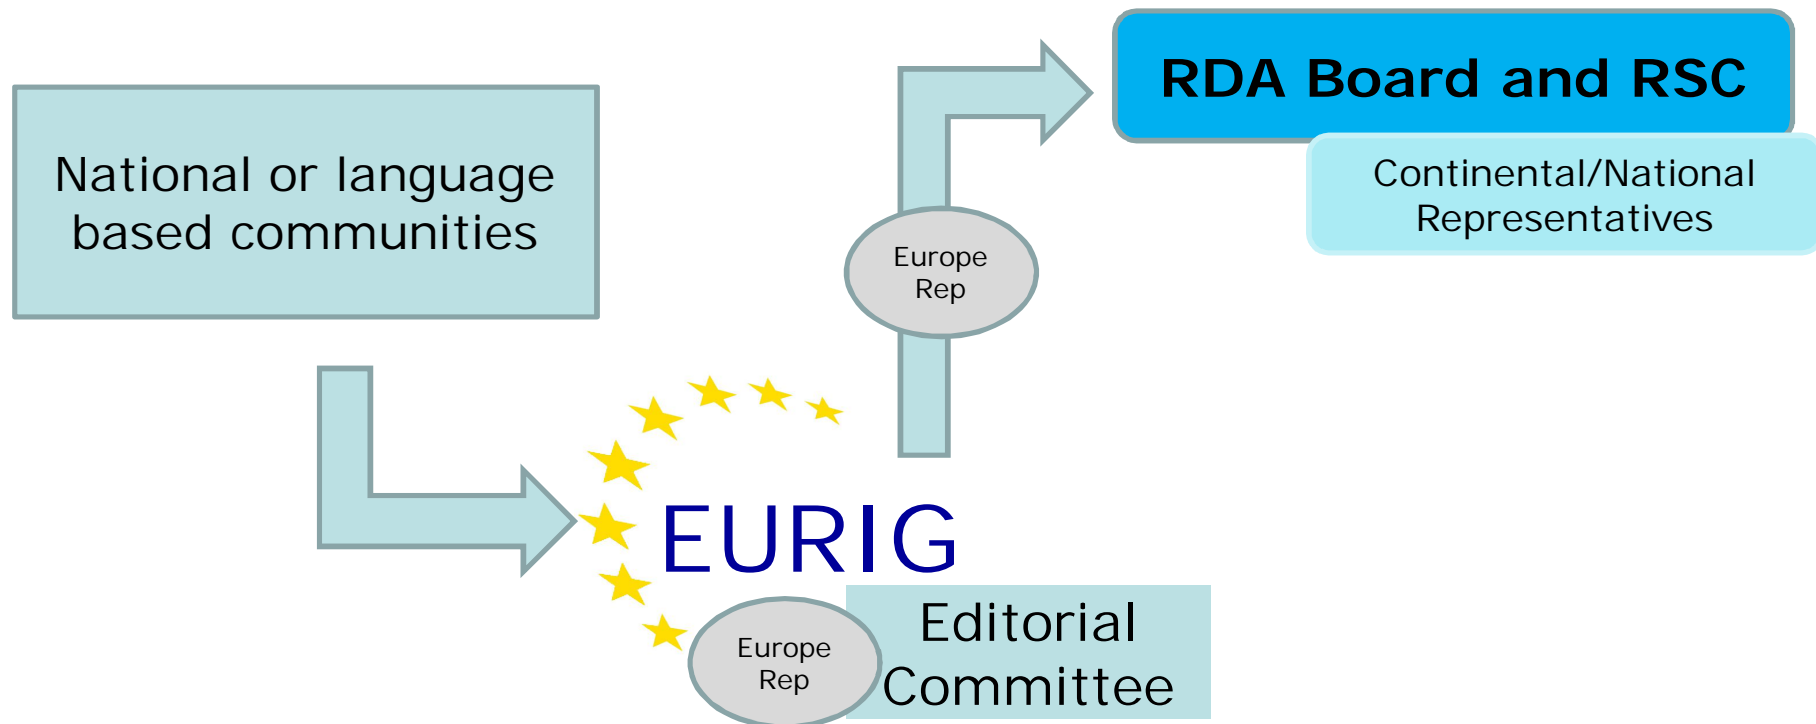 National or language
based communities
RDA Board and RSC
Continental/National
Representatives
Europe
Rep
EURIG
Europe
Rep
Editorial
Committee